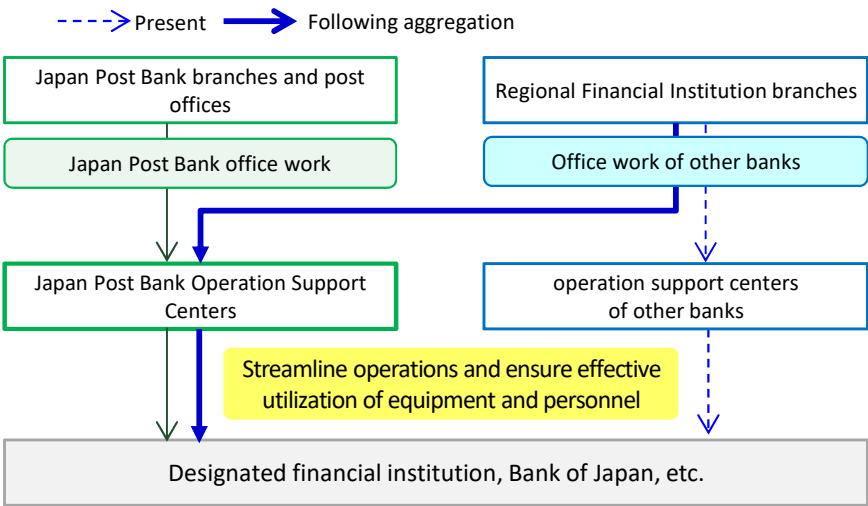 Present Following aggregation
Japan Post Bank branches and post
offices
Regional Financial Institution branches
Japan Post Bank office work
Office work of other banks
Japan Post Bank Operation Support
Centers
operation support centers
of other banks
Streamline operations and ensure effective
utilization of equipment and personnel
Designated financial institution, Bank of Japan, etc.